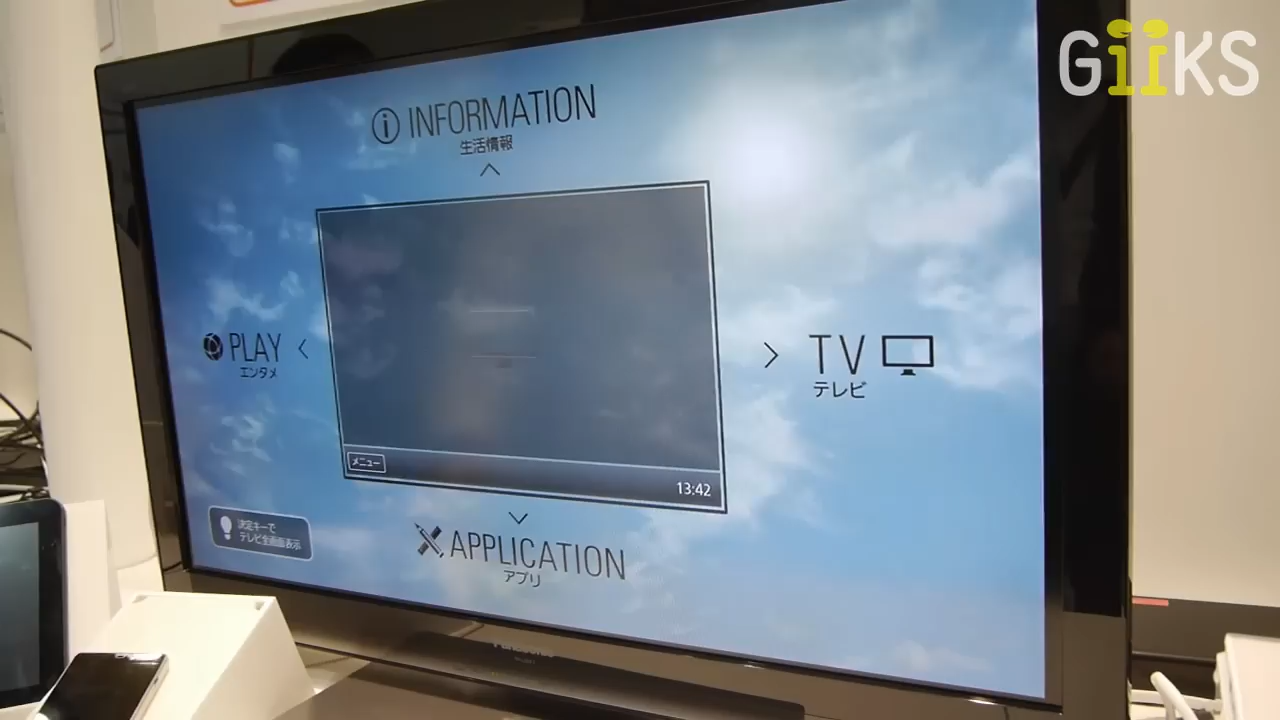 GiiKS
INFORMATION
生活情報
PLAY
エンタメ
TV
テレビ
メニュー
13:42
決定キーで
テレビ全画面表示
APPLICATION
アプリ
Panasonic